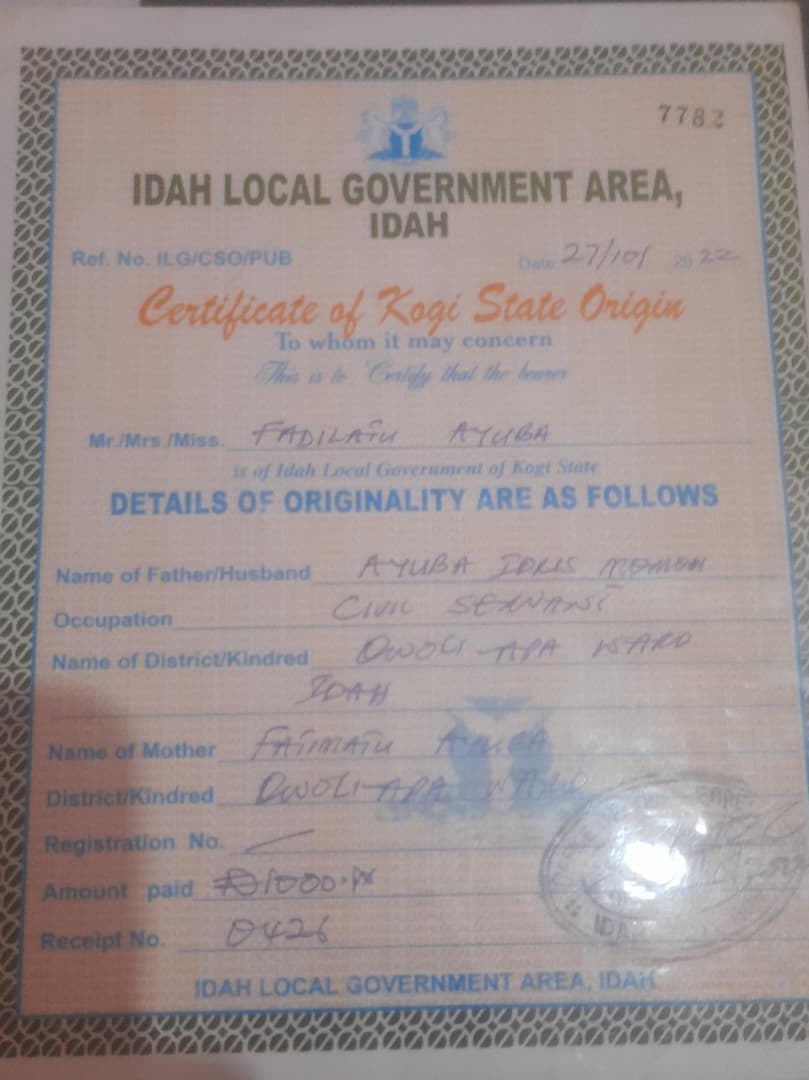 7782
IDAH LOCAL GOVERNMENT AREA,
IDAH
Ref. No. ILG/CSO/PUB
Date 27/10/ 2022
Certificate of Kogi State Origin
To whom it may concern
This is to Certify that the bearer
Mr./Mrs./Miss. FADILATU AYUBA
is of Idah Local Government of Kogi State
DETAILS OF ORIGINALITY ARE AS FOLLOWS
Name of Father/Husband AYUBA IDRIS MOMOH
Occupation CIVIL SERVANT
Name of District/Kindred OWOLI APA WARD
IDAH
Name of Mother FATIMATU AYUBA
District/Kindred OWOLI APA WARD
Registration No.
Amount paid ₦1000.
Receipt No. 0426
IDAH LOCAL GOVERNMENT AREA, IDAH